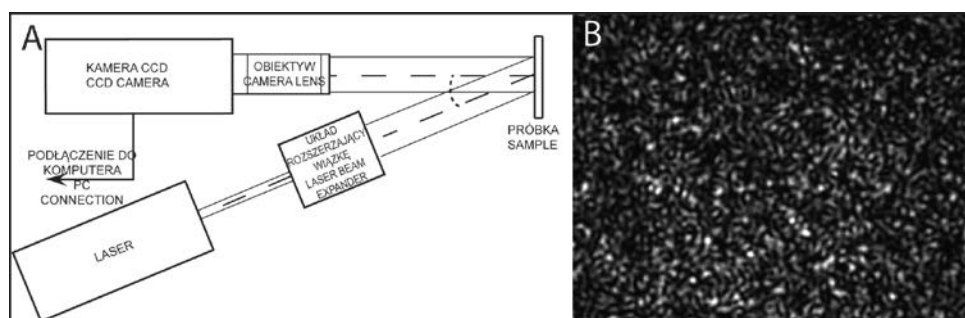 A
KAMERA CCD
CCD CAMERA
OBIEKTYW
CAMERA LENS
PRÓBKA
SAMPLE
UKŁAD
ROZSZERZAJĄCY
WIĄZKĘ
LASER BEAM
EXPANDER
PODŁĄCZENIE DO
KOMPUTERA
PC
CONNECTION
LASER
B